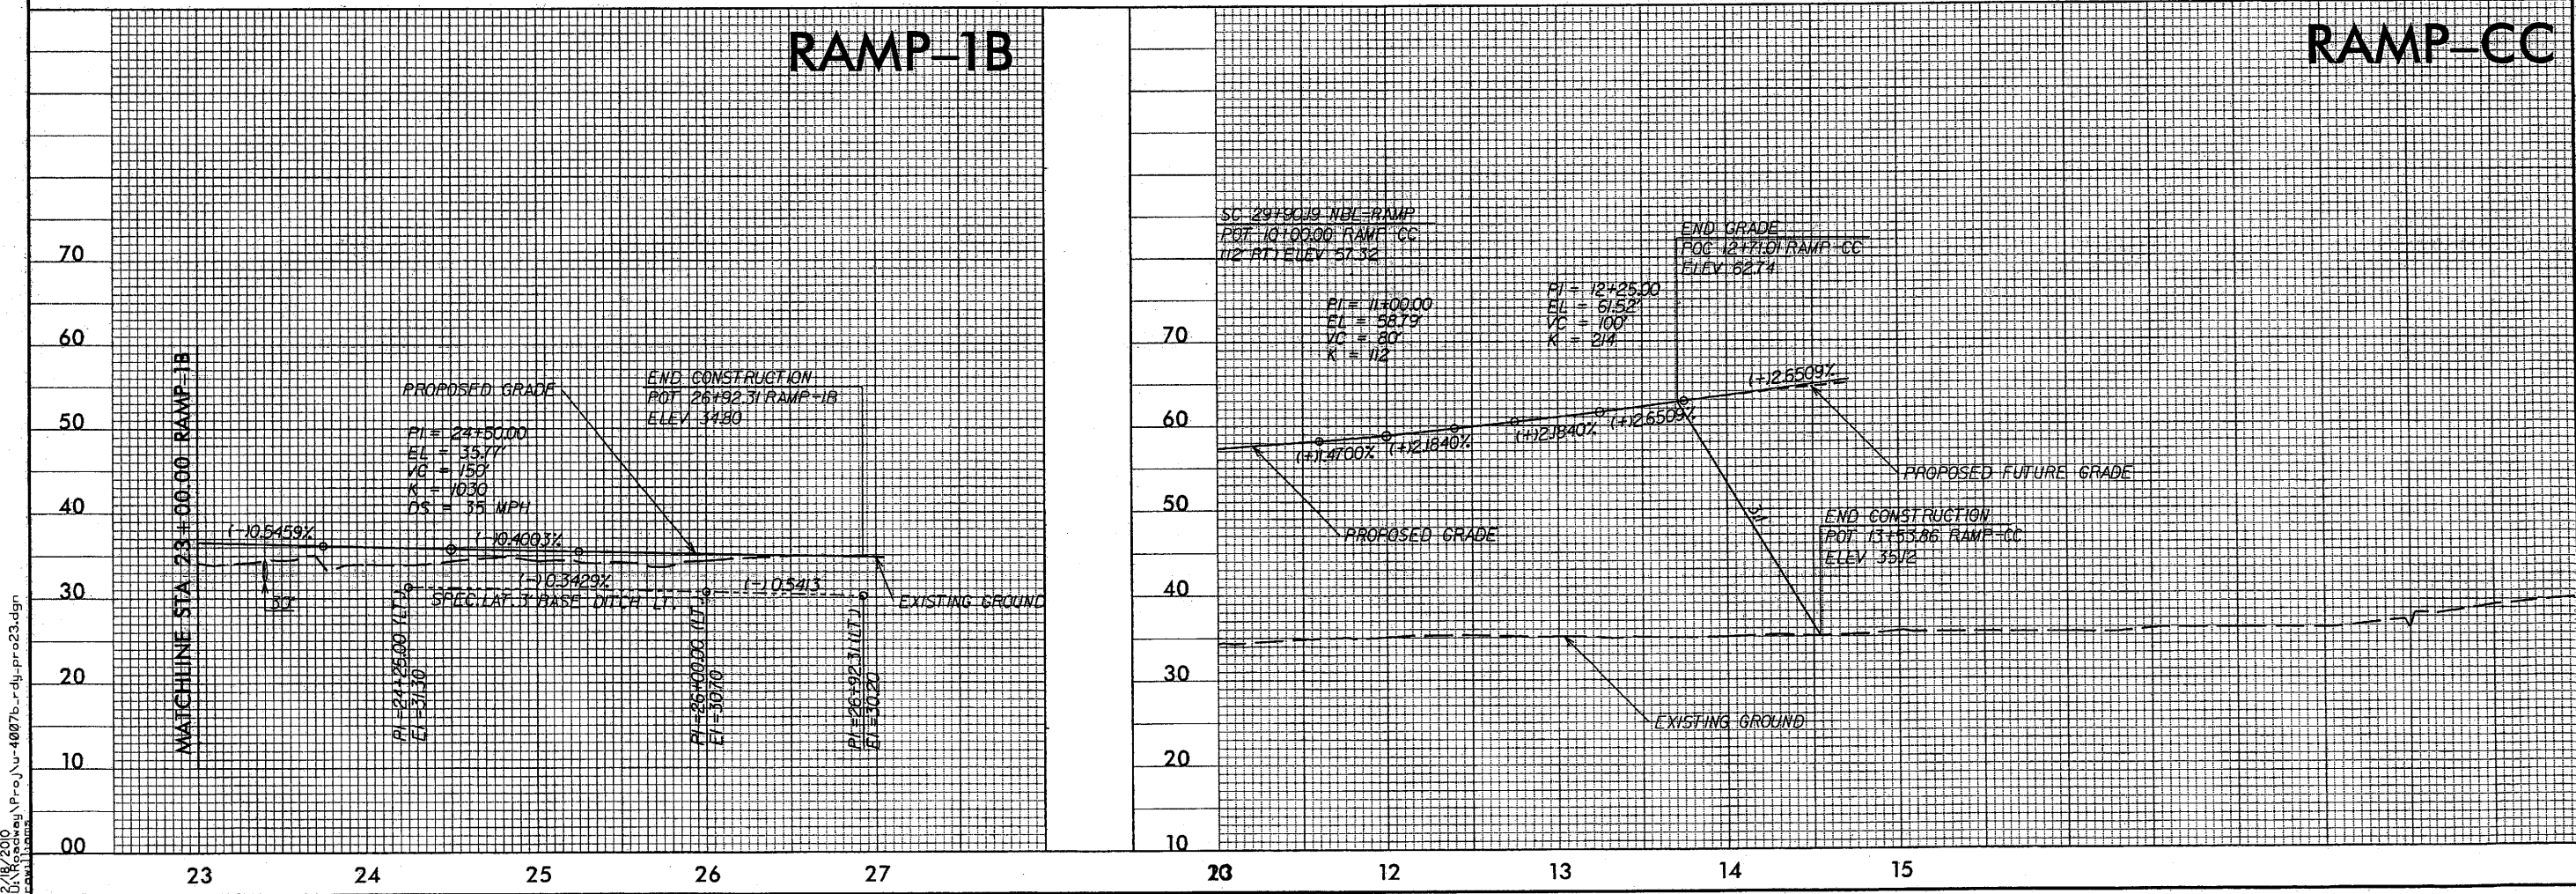 RAMP-1B
70
60
50
40
30
20
10
00
MATCHLINE STA 23+00.00 RAMP-1B
(-)0.5459%
PROPOSED GRADE
PI = 24+50.00
EL = 35.77'
VC = 150'
K = 1030
DS = 35 MPH
END CONSTRUCTION
POT 26+92.31 RAMP-1B
ELEV 34.80
(-)0.4003%
(-)0.3429%
(-)0.5413
SPEC. LAT. 3' BASE DITCH LT.
EXISTING GROUND
PI=24+25.00 (LT.)
El=31.30
PI=26+00.00 (LT.)
El=30.70
PI=26+92.31 (LT.)
El=30.20
23
24
25
26
27
RAMP-CC
SC 29+90.19 NBL-RAMP
POT 10+00.00 RAMP CC
(12' RT) ELEV 57.32
END GRADE
POC 12+71.01 RAMP-CC
ELEV 62.74
PI = 11+00.00
EL = 58.79'
VC = 80'
K = 112
PI = 12+25.00
EL = 61.52'
VC = 100'
K = 214
70
60
50
40
30
20
10
(+)2.6509%
(+)1.4700%
(+)2.1840%
(+)2.1840%
(+)2.6509%
PROPOSED FUTURE GRADE
PROPOSED GRADE
3:1
END CONSTRUCTION
POT 13+53.86 RAMP-CC
ELEV 35.12
EXISTING GROUND
12
13
14
15
2/18/2010
\Roadway\Proj\u-4007b_rdy_pro23.dgn